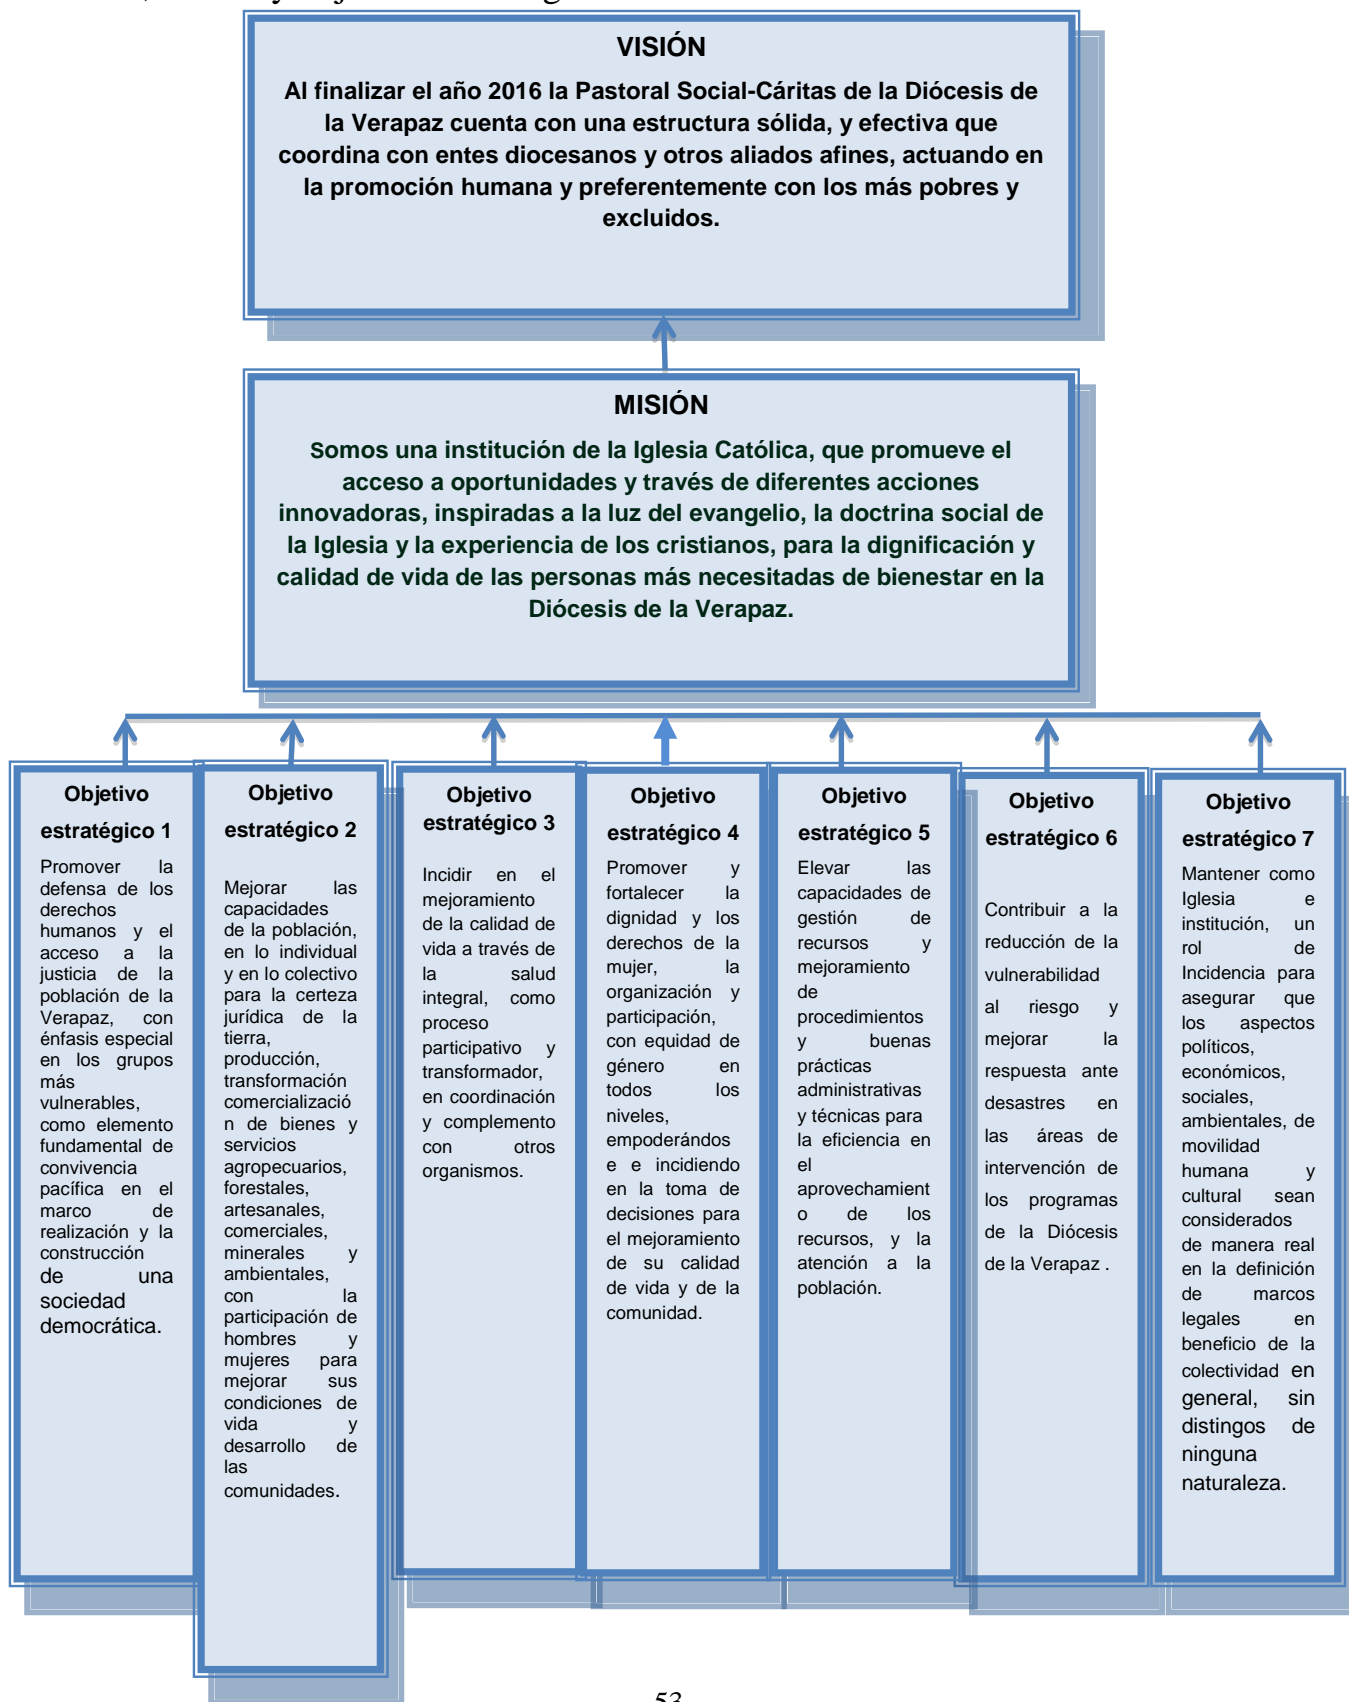 VISIÓN
Al finalizar el año 2016 la Pastoral Social-Cáritas de la Diócesis de
la Verapaz cuenta con una estructura sólida, y efectiva que
coordina con entes diocesanos y otros aliados afines, actuando en
la promoción humana y preferentemente con los más pobres y
excluidos.
MISIÓN
Somos una institución de la Iglesia Católica, que promueve el
acceso a oportunidades y través de diferentes acciones
innovadoras, inspiradas a la luz del evangelio, la doctrina social de
la Iglesia y la experiencia de los cristianos, para la dignificación y
calidad de vida de las personas más necesitadas de bienestar en la
Diócesis de la Verapaz.
Objetivo
estratégico 1
Promover la
defensa de los
derechos
humanos y el
acceso a la
justicia de la
población de la
Verapaz, con
énfasis especial
en los grupos
más
vulnerables,
como elemento
fundamental de
convivencia
pacífica en el
marco de
realización y la
construcción
de una
sociedad
democrática.
Objetivo
estratégico 2
Mejorar las
capacidades
de la población,
en lo individual
y en lo colectivo
para la certeza
jurídica de la
tierra,
producción,
transformación
comercializació
n de bienes y
servicios
agropecuarios,
forestales,
artesanales,
comerciales,
minerales y
ambientales,
con la
participación de
hombres y
mujeres para
mejorar sus
condiciones de
vida y
desarrollo de
las
comunidades.
Objetivo
estratégico 3
Incidir en el
mejoramiento
de la calidad de
vida a través de
la salud
integral, como
proceso
participativo y
transformador,
en coordinación
y complemento
con otros
organismos.
Objetivo
estratégico 4
Promover y
fortalecer la
dignidad y los
derechos de la
mujer, la
organización y
participación,
con equidad de
género en
todos los
niveles,
empoderándos
e e incidiendo
en la toma de
decisiones para
el mejoramiento
de su calidad
de vida y de la
comunidad.
Objetivo
estratégico 5
Elevar las
capacidades de
gestión de
recursos y
mejoramiento
de
procedimientos
y buenas
prácticas
administrativas
y técnicas para
la eficiencia en
el
aprovechamient
o de los
recursos, y la
atención a la
población.
Objetivo
estratégico 6
Contribuir a la
reducción de la
vulnerabilidad
al riesgo y
mejorar la
respuesta ante
desastres en
las áreas de
intervención de
los programas
de la Diócesis
de la Verapaz .
Objetivo
estratégico 7
Mantener como
Iglesia e
institución, un
rol de
Incidencia para
asegurar que
los aspectos
políticos,
económicos,
sociales,
ambientales, de
movilidad
humana y
cultural sean
considerados
de manera real
en la definición
de marcos
legales en
beneficio de la
colectividad en
general, sin
distingos de
ninguna
naturaleza.
53